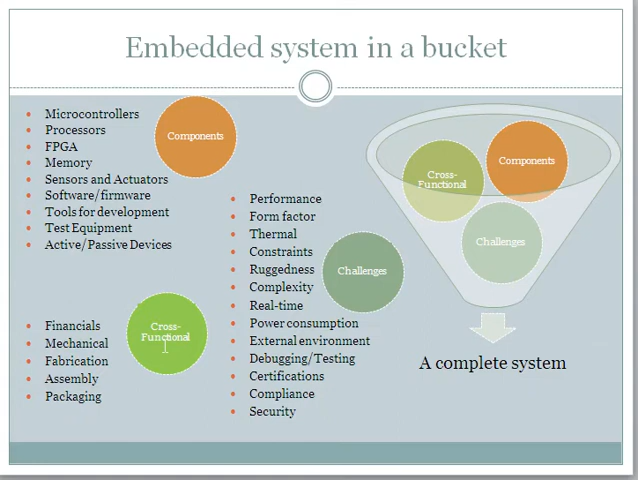 Embedded system in a bucket
Microcontrollers
Processors
FPGA
Memory
Sensors and Actuators
Software/firmware
Tools for development
Test Equipment
Active/Passive Devices
Components
Financials
Mechanical
Fabrication
Assembly
Packaging
Cross-
Functional
Performance
Form factor
Thermal
Constraints
Ruggedness
Complexity
Real-time
Power consumption
External environment
Debugging/Testing
Certifications
Compliance
Security
Challenges
Cross-
Functional
Components
Challenges
A complete system